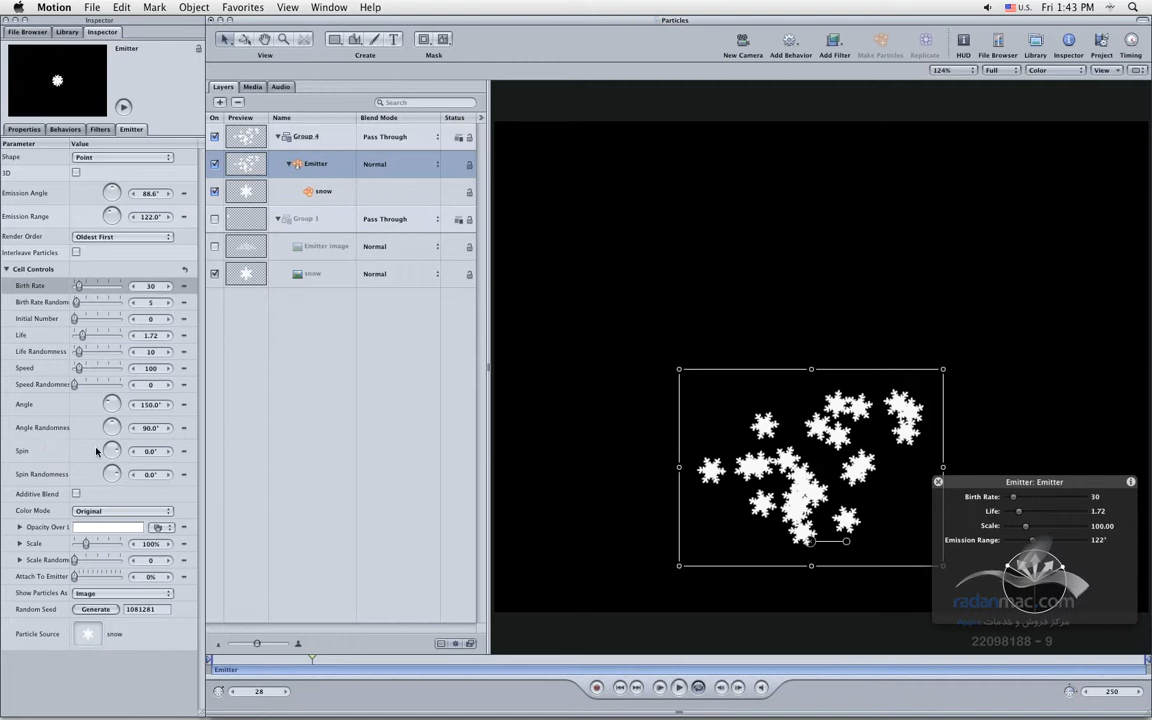 Motion File Edit Mark Object Favorites View Window Help U.S. Fri 1:43 PM
Inspector
Particles
File Browser Library Inspector
Emitter
View Create Mask New Camera Add Behavior Add Filter Make Particles Replicate HUD File Browser Library Inspector Project Timing
124% Full Color View
Layers Media Audio
Search
On Preview Name Blend Mode Status
Group 4 Pass Through
Emitter Normal
snow
Group 1 Pass Through
Emitter image Normal
snow Normal
Properties Behaviors Filters Emitter
Parameter Value
Shape Point
3D
Emission Angle 88.6°
Emission Range 122.0°
Render Order Oldest First
Interleave Particles
Cell Controls
Birth Rate 30
Birth Rate Random 5
Initial Number 0
Life 1.72
Life Randomness 10
Speed 100
Speed Randomnes 0
Angle 150.0°
Angle Randomnes 90.0°
Spin 0.0°
Spin Randomness 0.0°
Additive Blend
Color Mode Original
Opacity Over L
Scale 100%
Scale Random 0
Attach To Emitter 0%
Show Particles As Image
Random Seed Generate 1081281
Particle Source snow
Emitter: Emitter
Birth Rate: 30
Life: 1.72
Scale: 100.00
Emission Range: 122°
radanmac.com
مرکز فروش و خدمات Apple
22098188 - 9
Emitter
28 250